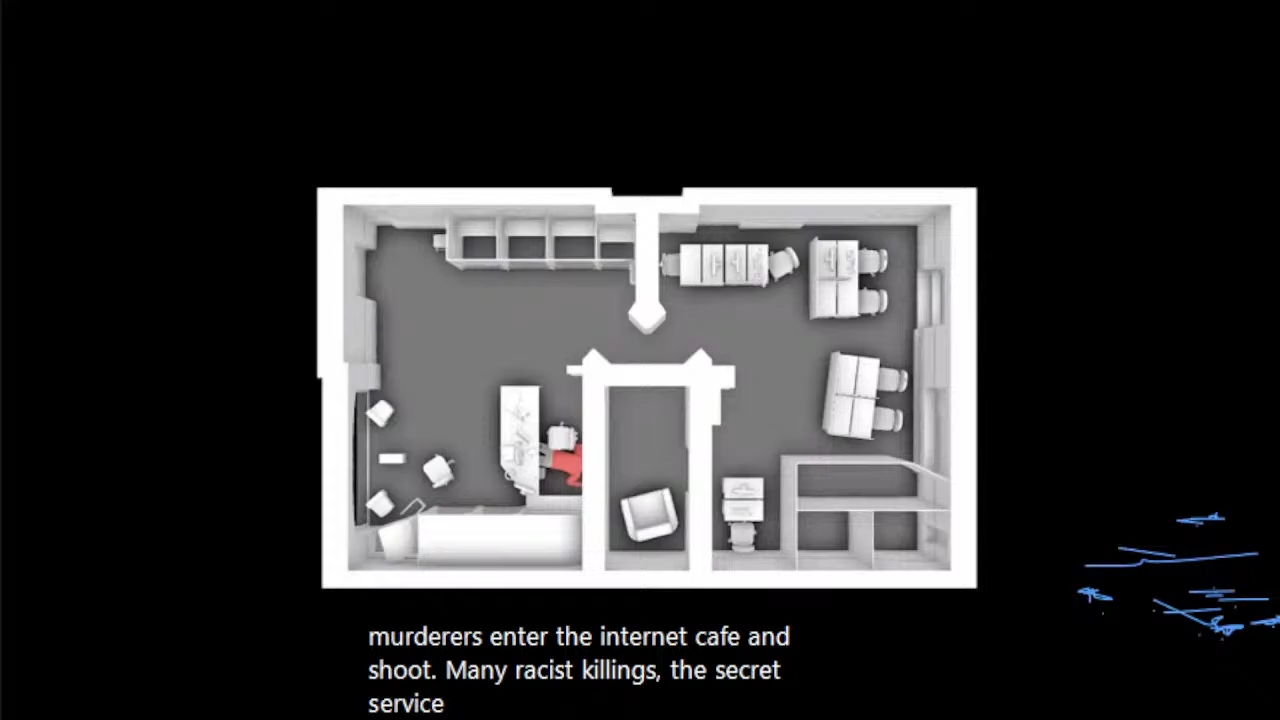 murderers enter the internet cafe and
shoot. Many racist killings, the secret
service